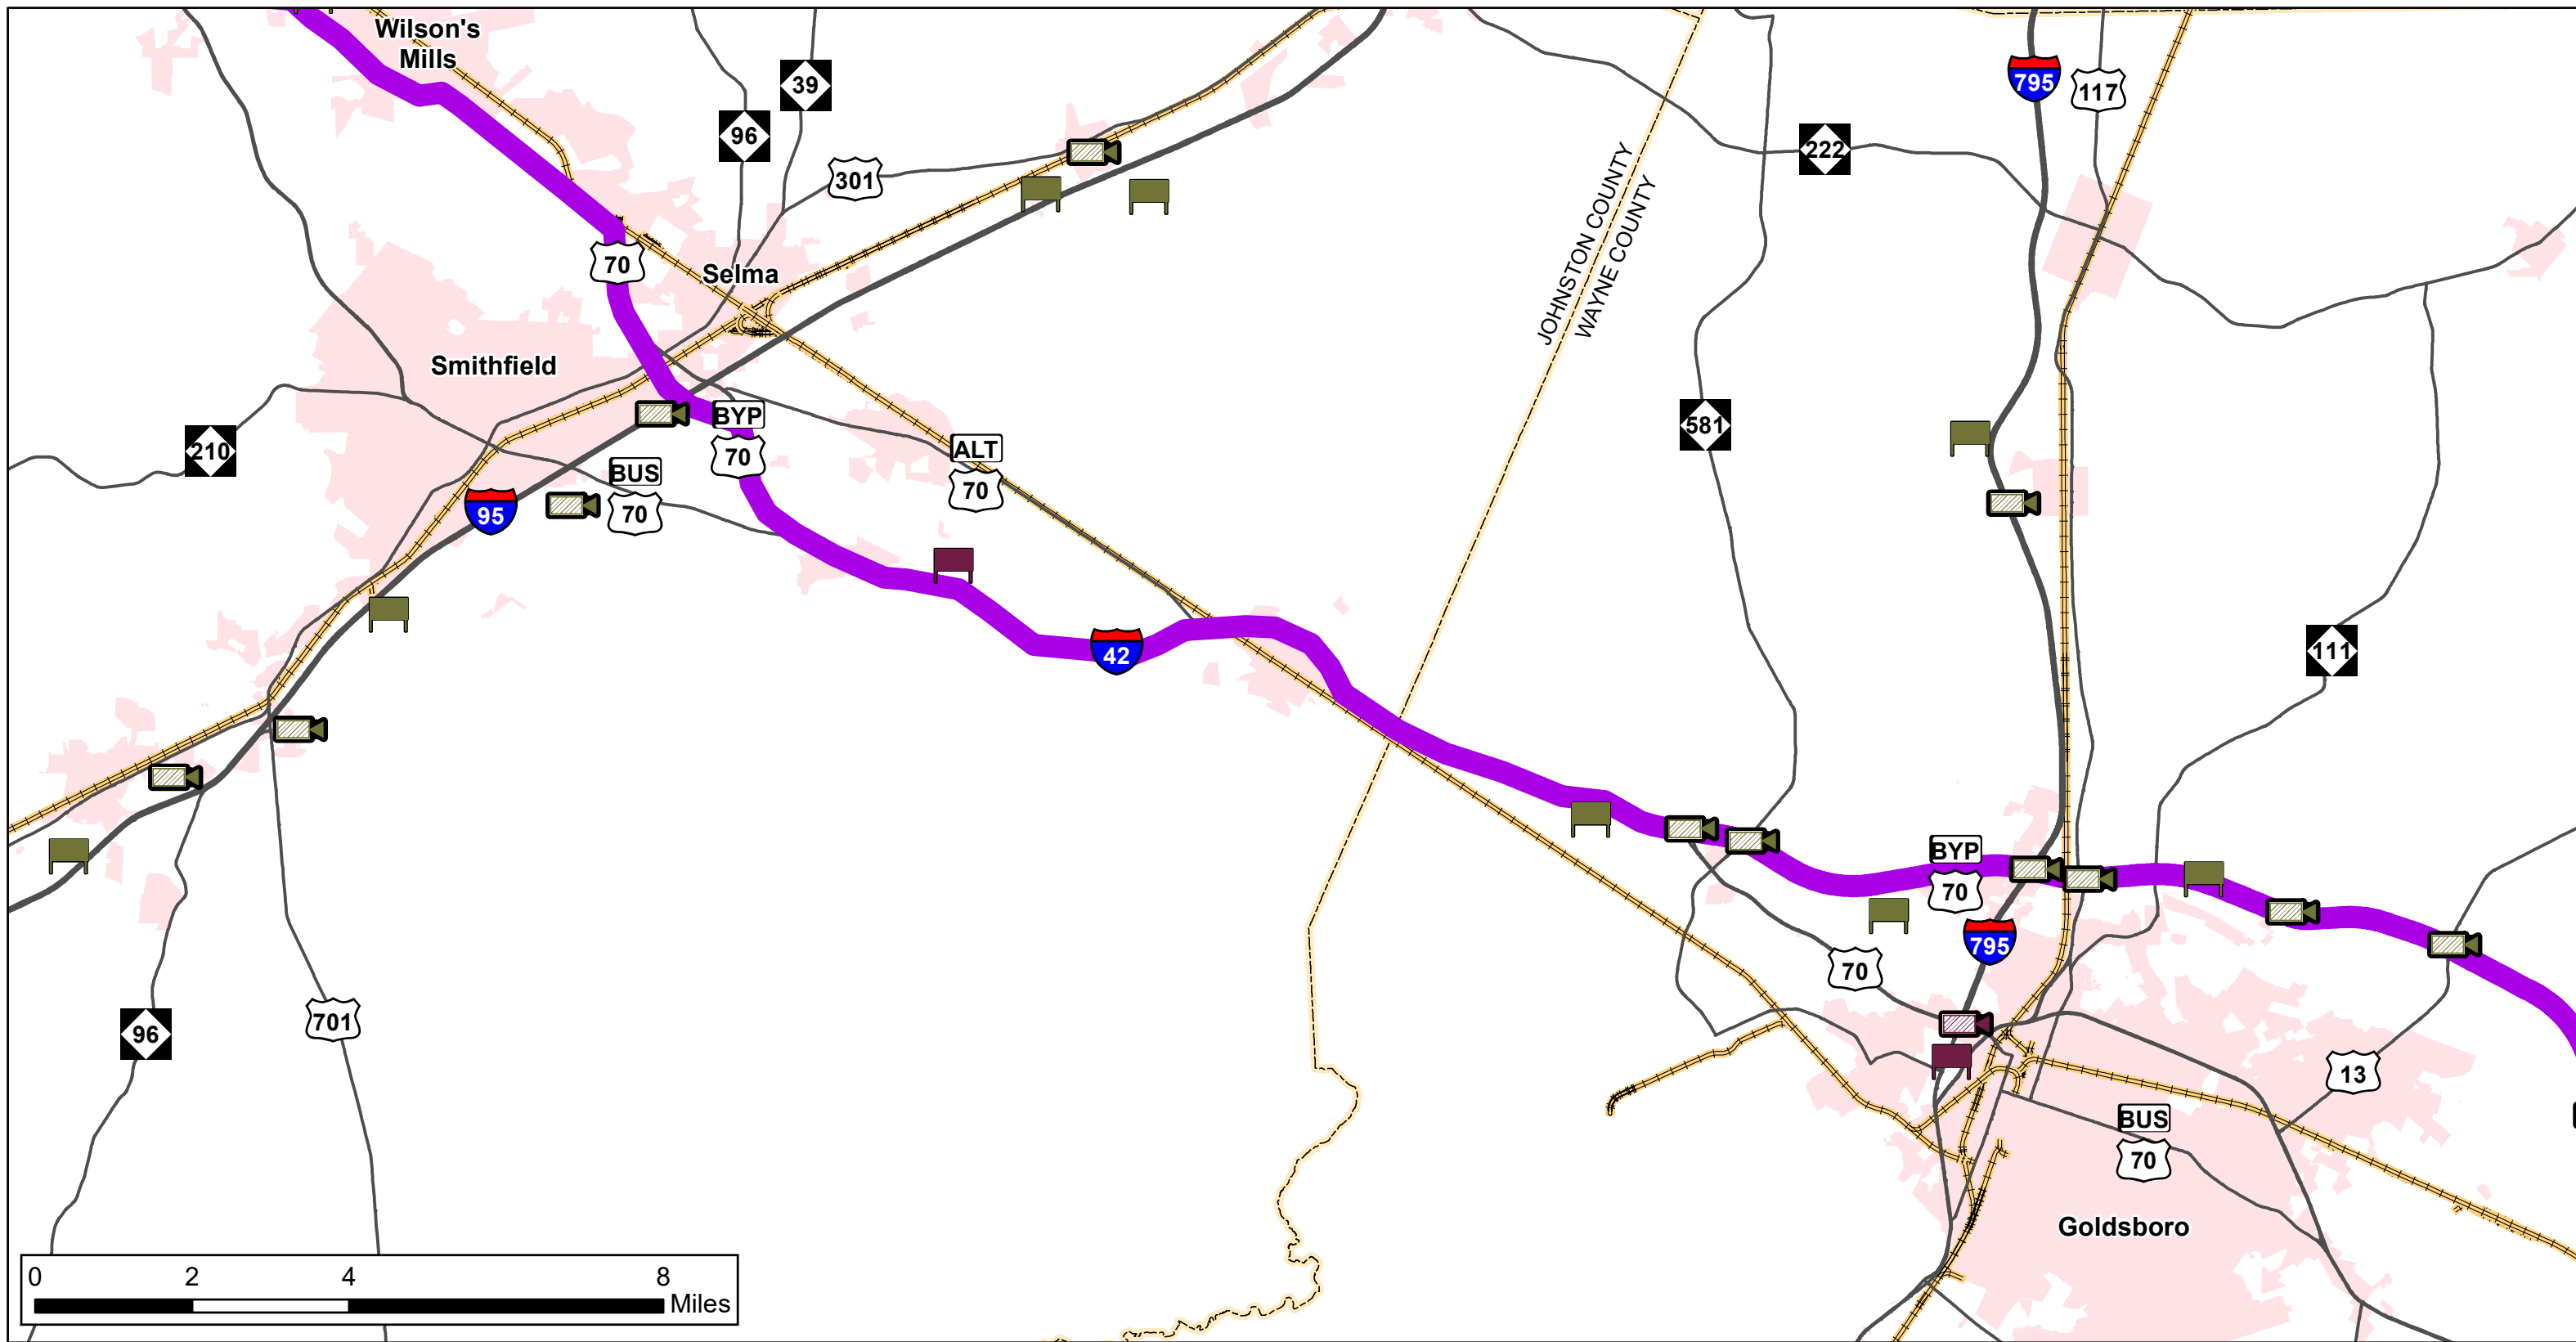 Wilson's
Mills
39
96
795
117
301
222
JOHNSTON COUNTY
WAYNE COUNTY
70
Selma
Smithfield
BYP
70
210
ALT
70
BUS
70
95
581
42
111
BYP
70
795
70
701
96
13
BUS
70
Goldsboro
0 2 4 8
Miles